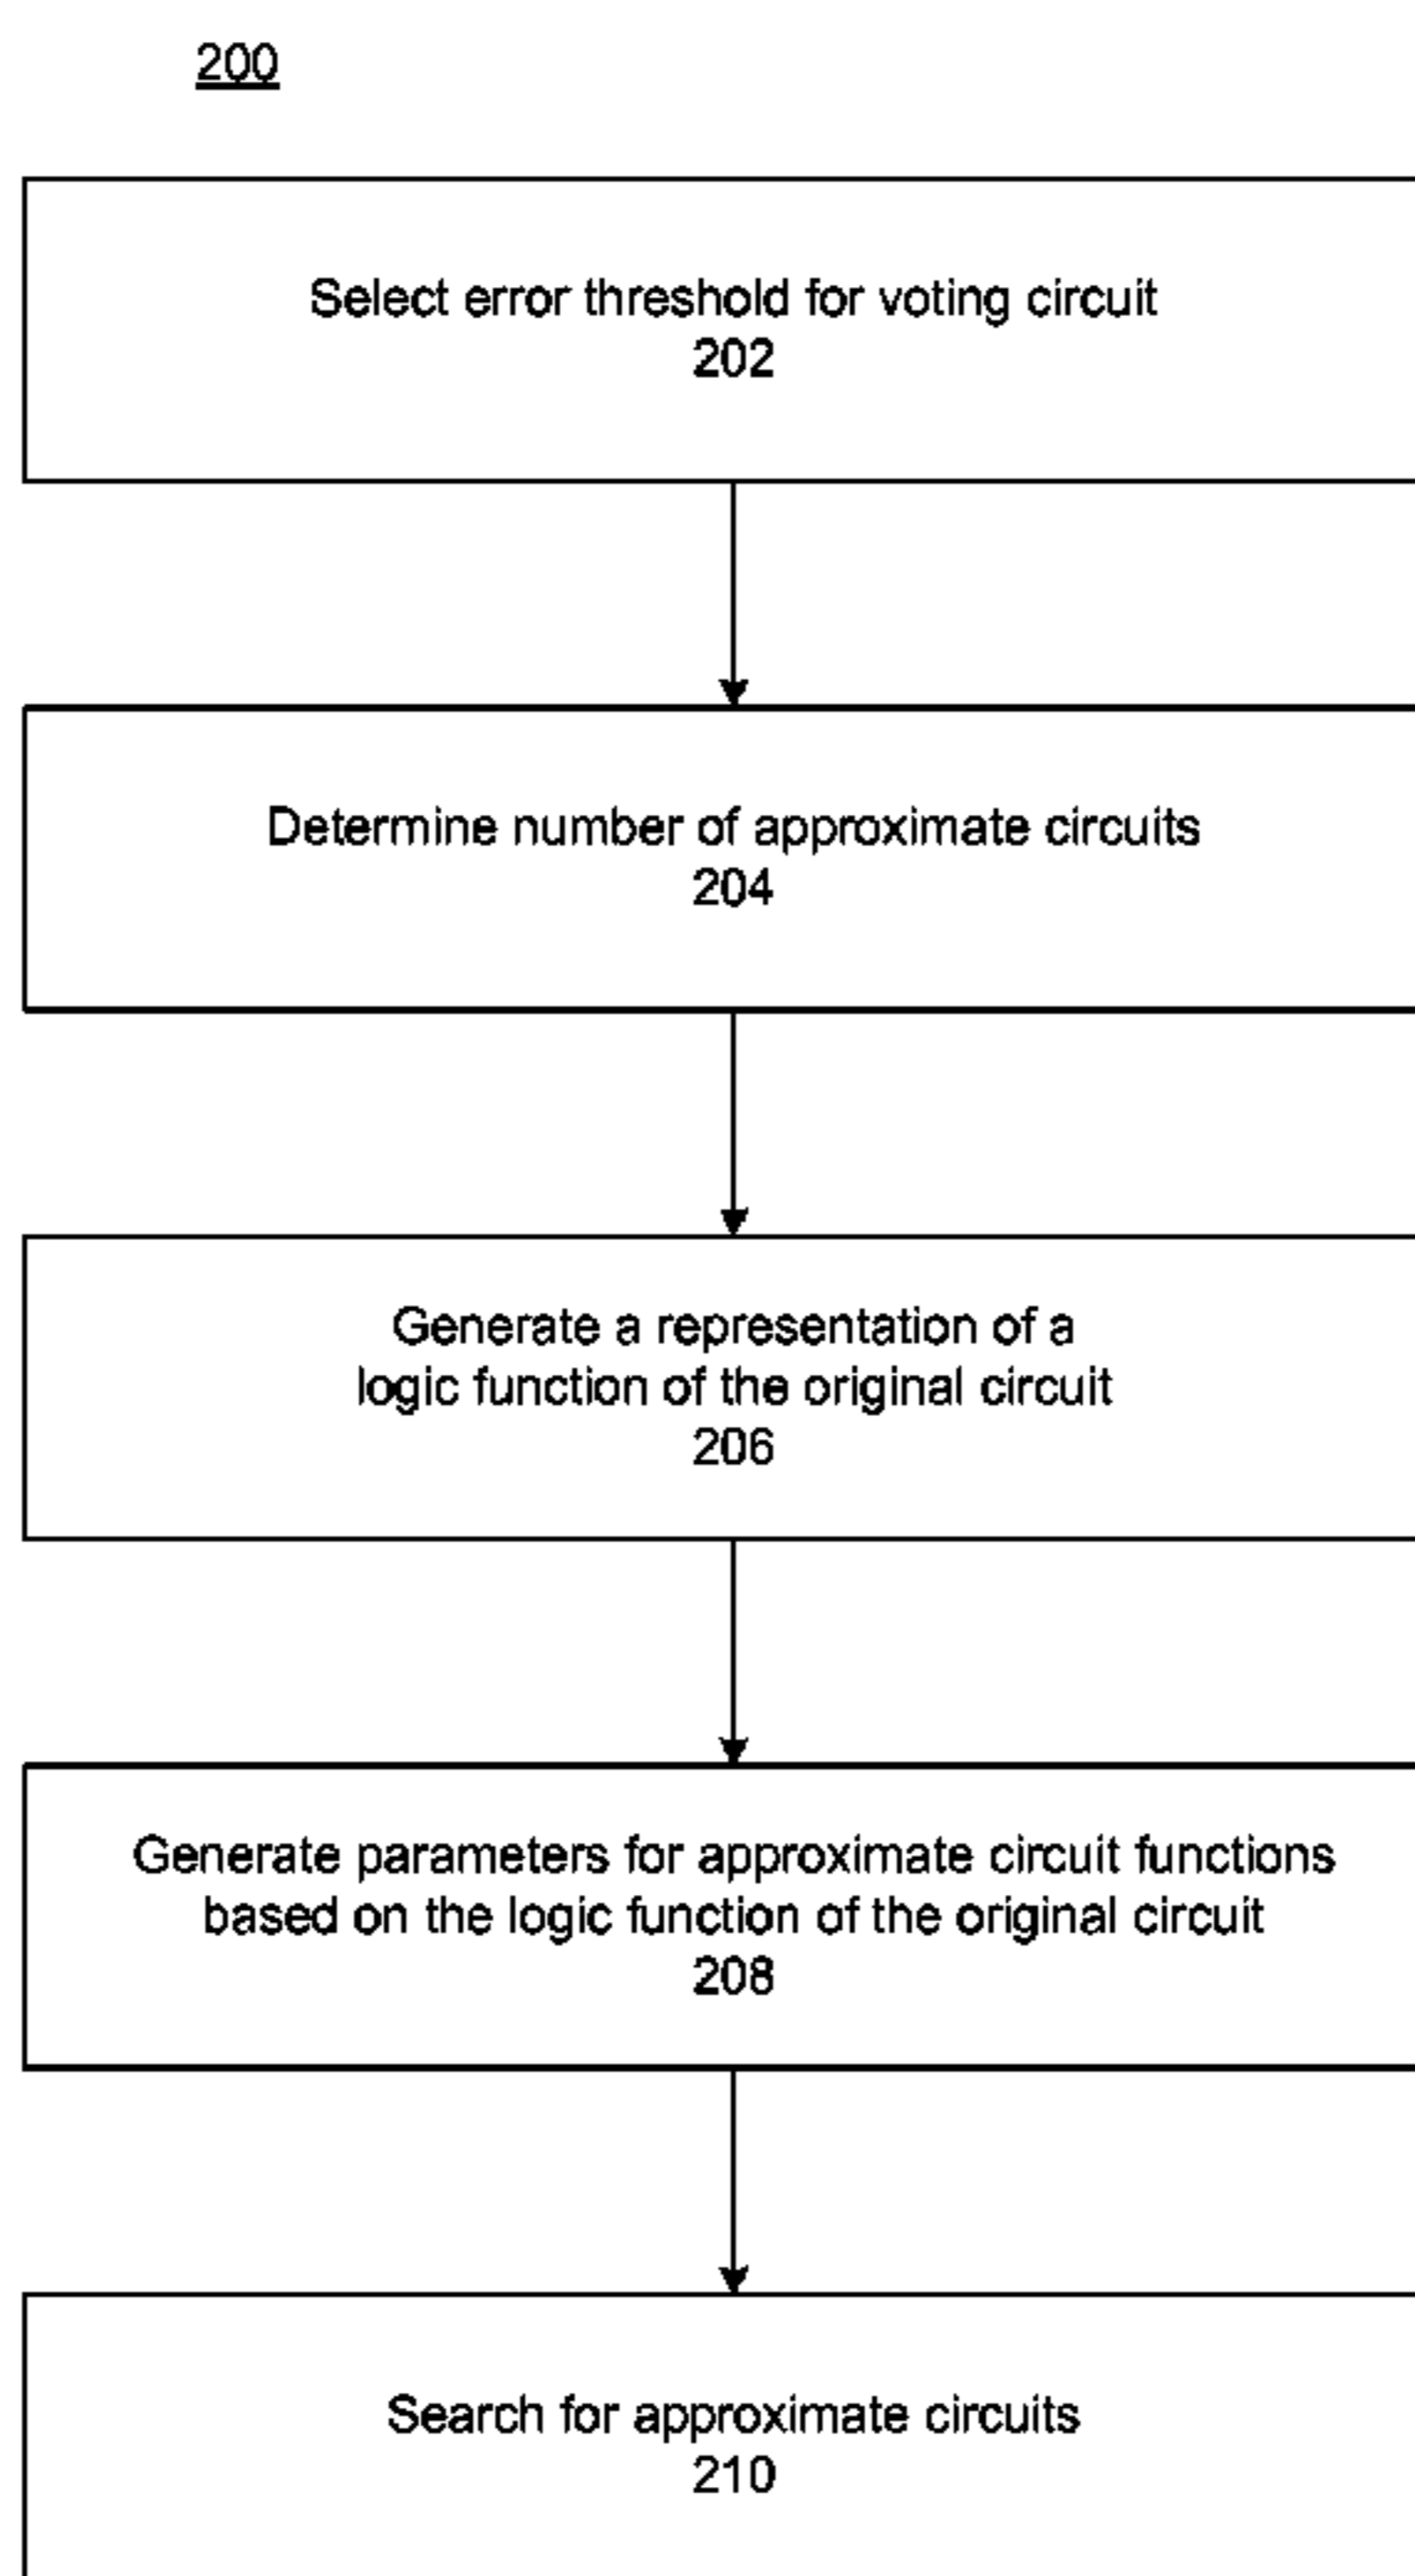 200
Select error threshold for voting circuit
202
Determine number of approximate circuits
204
Generate a representation of a
logic function of the original circuit
206
Generate parameters for approximate circuit functions
based on the logic function of the original circuit
208
Search for approximate circuits
210